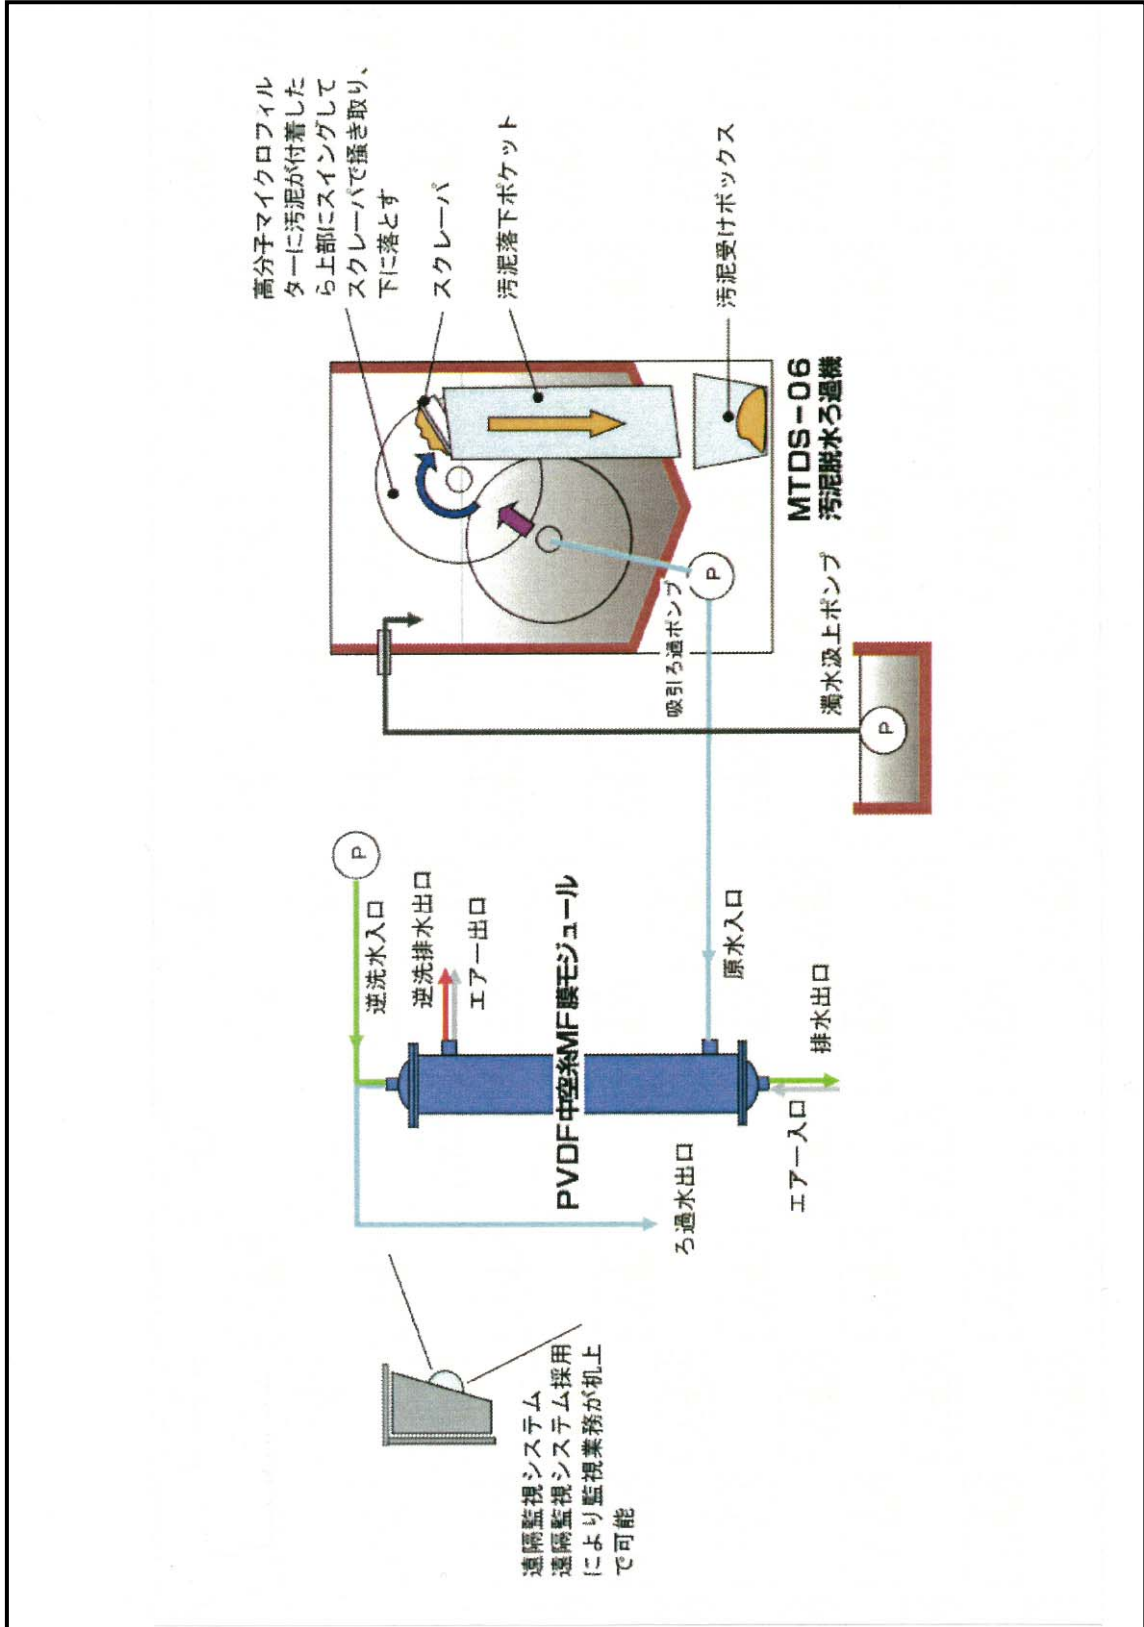 遠隔監視システム
遠隔監視システム採用
により監視業務が机上
で可能
逆洗水入口
P
逆洗排水出口
エアー出口
PVDF中空糸MF膜モジュール
ろ過水出口
原水入口
エアー入口
排水出口
高分子マイクロフィル
ターに汚泥が付着した
ら上部にスイングして
スクレーパで掻き取り、
下に落とす
スクレーパ
汚泥落下ポケット
汚泥受けボックス
吸引ろ過ポンプ
P
MTDS-06
汚泥脱水ろ過機
濁水汲上ポンプ
P